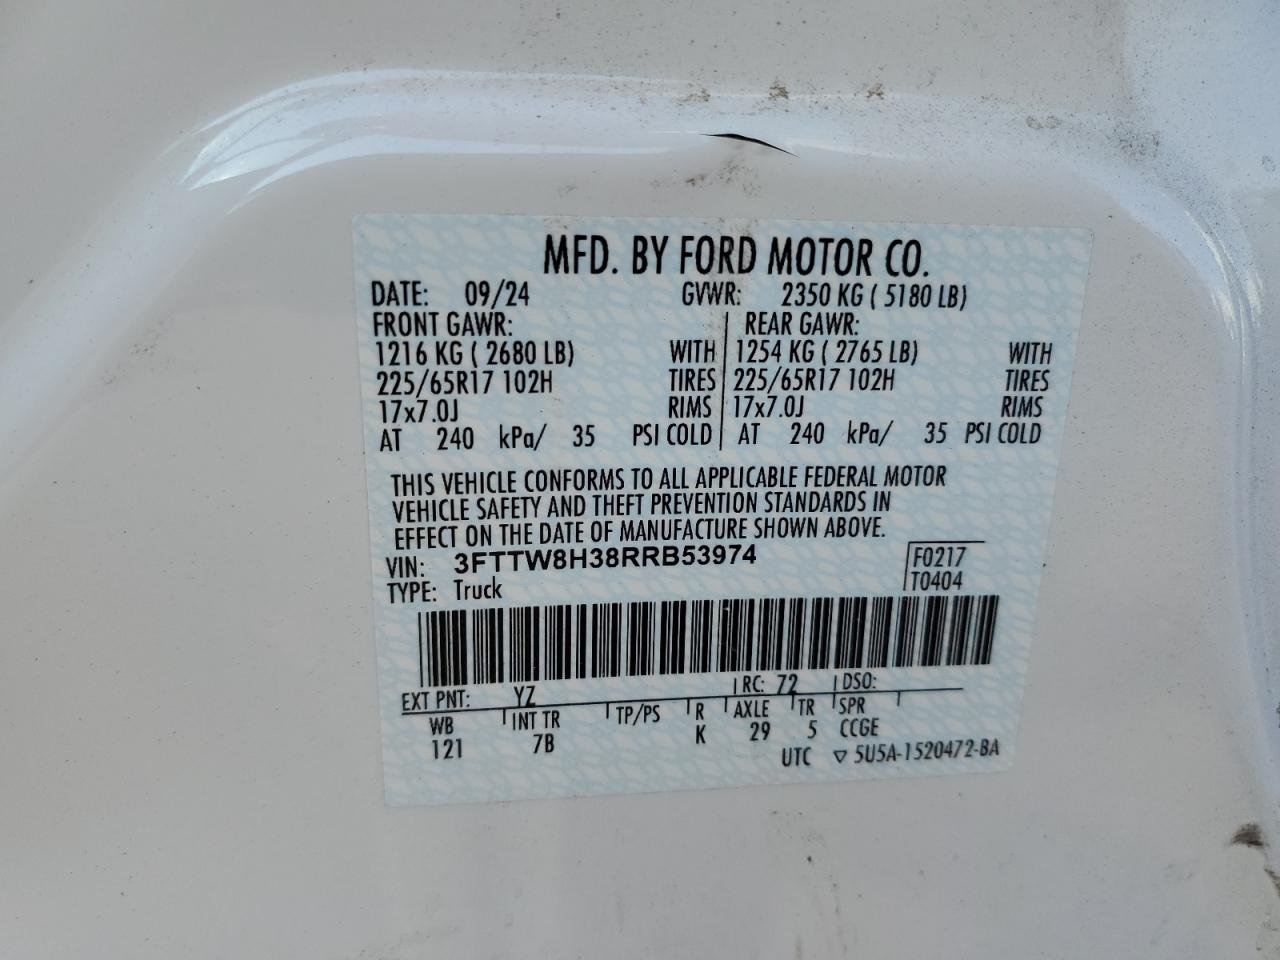 MFD. BY FORD MOTOR CO.
DATE: 09/24 GVWR: 2350 KG ( 5180 LB)
FRONT GAWR: REAR GAWR:
1216 KG ( 2680 LB) WITH 1254 KG ( 2765 LB) WITH
225/65R17 102H TIRES 225/65R17 102H TIRES
17x7.0J RIMS 17x7.0J RIMS
AT 240 kPa/ 35 PSI COLD AT 240 kPa/ 35 PSI COLD
THIS VEHICLE CONFORMS TO ALL APPLICABLE FEDERAL MOTOR
VEHICLE SAFETY AND THEFT PREVENTION STANDARDS IN
EFFECT ON THE DATE OF MANUFACTURE SHOWN ABOVE.
VIN: 3FTTW8H38RRB53974 F0217
TYPE: Truck T0404
EXT PNT: YZ RC: 72 DSO:
WB INT TR TP/PS R AXLE TR SPR
121 7B K 29 5 CCGE
UTC ▽ 5U5A-1520472-BA